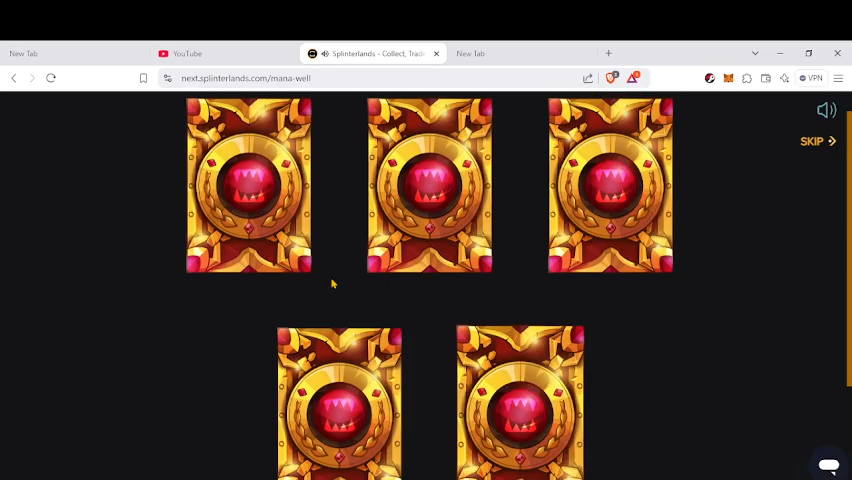 New Tab
YouTube
Splinterlands - Collect, Trade
New Tab
next.splinterlands.com/mana-well
VPN
SKIP